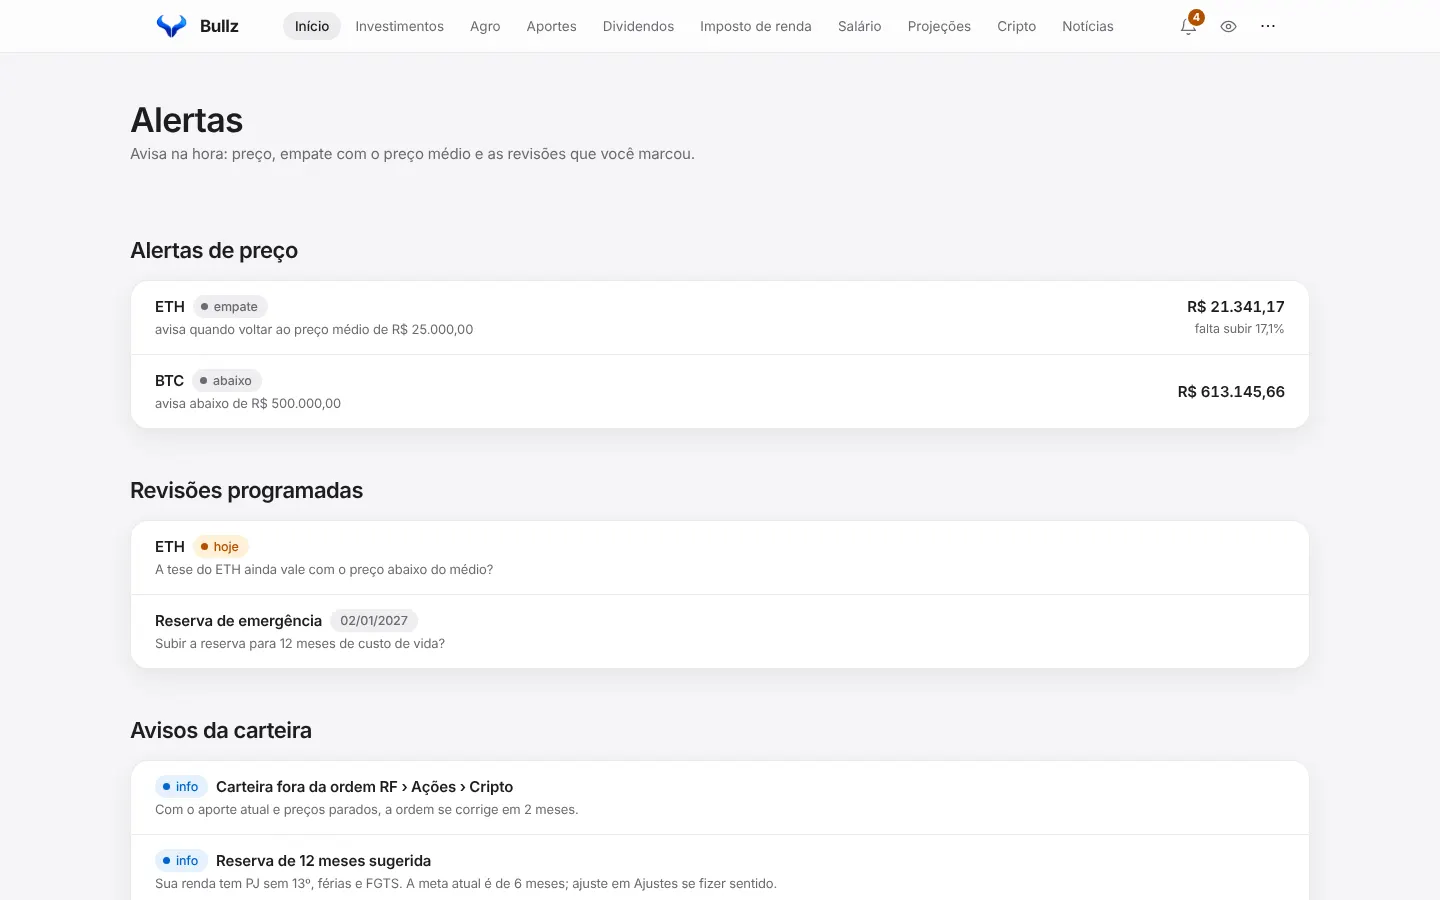 Bullz
Início
Investimentos
Agro
Aportes
Dividendos
Imposto de renda
Salário
Projeções
Cripto
Notícias
4
Alertas
Avisa na hora: preço, empate com o preço médio e as revisões que você marcou.
Alertas de preço
ETH
empate
R$ 21.341,17
avisa quando voltar ao preço médio de R$ 25.000,00
falta subir 17,1%
BTC
abaixo
avisa abaixo de R$ 500.000,00
R$ 613.145,66
Revisões programadas
ETH
hoje
A tese do ETH ainda vale com o preço abaixo do médio?
Reserva de emergência
02/01/2027
Subir a reserva para 12 meses de custo de vida?
Avisos da carteira
info
Carteira fora da ordem RF › Ações › Cripto
Com o aporte atual e preços parados, a ordem se corrige em 2 meses.
info
Reserva de 12 meses sugerida
Sua renda tem PJ sem 13º, férias e FGTS. A meta atual é de 6 meses; ajuste em Ajustes se fizer sentido.